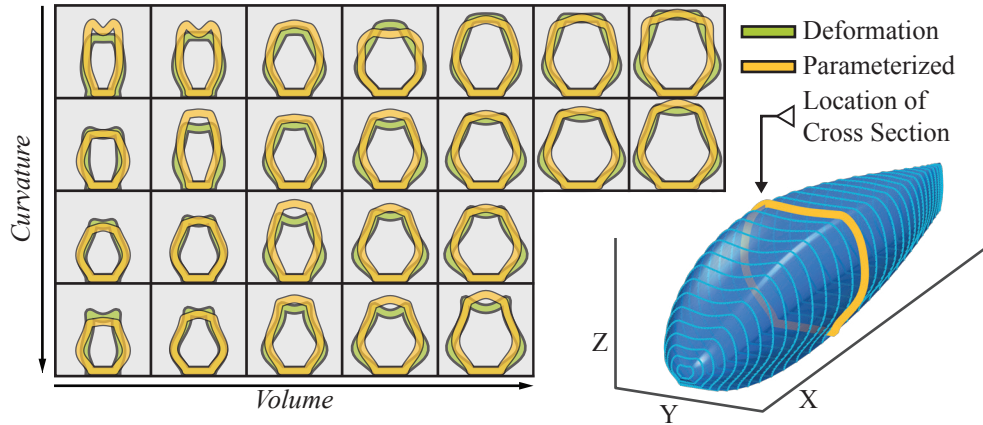 Deformation
Parameterized
Location of
Cross Section
Curvature
Volume
Z
Y
X